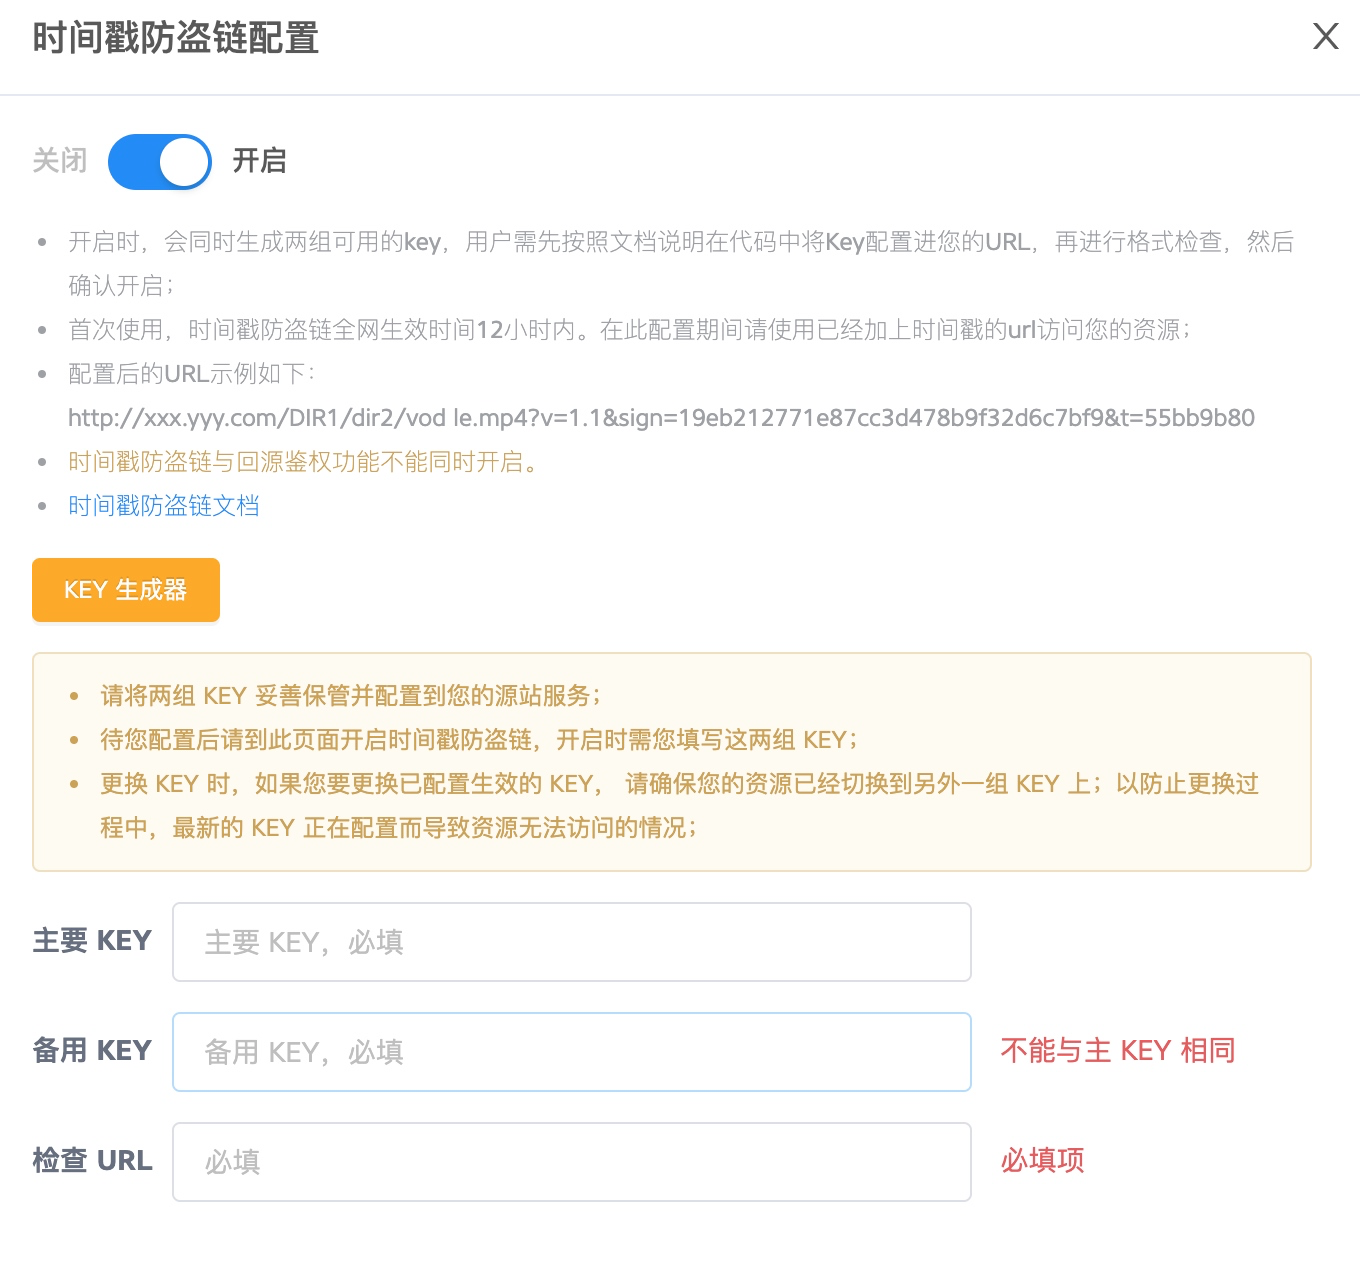 时间戳防盗链配置
关闭 开启
开启时，会同时生成两组可用的key，用户需先按照文档说明在代码中将Key配置进您的URL，再进行格式检查，然后
确认开启；
首次使用，时间戳防盗链全网生效时间12小时内。在此配置期间请使用已经加上时间戳的url访问您的资源；
配置后的URL示例如下：
http://xxx.yyy.com/DIR1/dir2/vod le.mp4?v=1.1&sign=19eb212771e87cc3d478b9f32d6c7bf9&t=55bb9b80
时间戳防盗链与回源鉴权功能不能同时开启。
时间戳防盗链文档
KEY 生成器
请将两组 KEY 妥善保管并配置到您的源站服务；
待您配置后请到此页面开启时间戳防盗链，开启时需您填写这两组 KEY；
更换 KEY 时，如果您要更换已配置生效的 KEY， 请确保您的资源已经切换到另外一组 KEY 上；以防止更换过
程中，最新的 KEY 正在配置而导致资源无法访问的情况；
主要 KEY 主要 KEY，必填
备用 KEY 备用 KEY，必填 不能与主 KEY 相同
检查 URL 必填 必填项